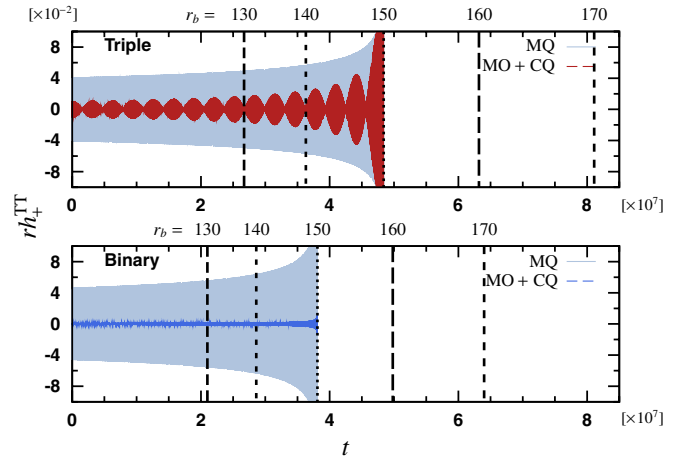 [×10⁻²] r_b = 130 140 150 160 170
Triple MQ
MO + CQ
8
4
0
-4
-8
0 2 4 6 8 [×10⁷]
r_b = 130 140 150 160 170
Binary MQ
MO + CQ
8
4
0
-4
-8
0 2 4 6 8 [×10⁷]
rh₊ᵀᵀ
t